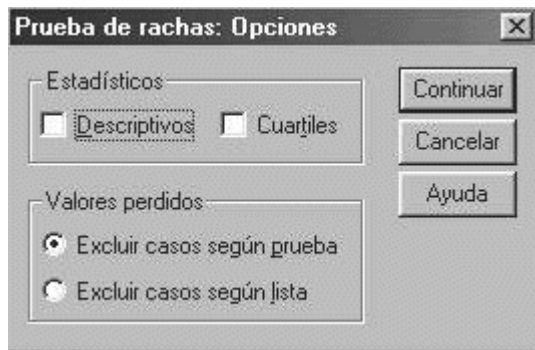 Prueba de rachas: Opciones
Estadísticos
Descriptivos Cuartiles
Valores perdidos
Excluir casos según prueba
Excluir casos según lista
Continuar
Cancelar
Ayuda